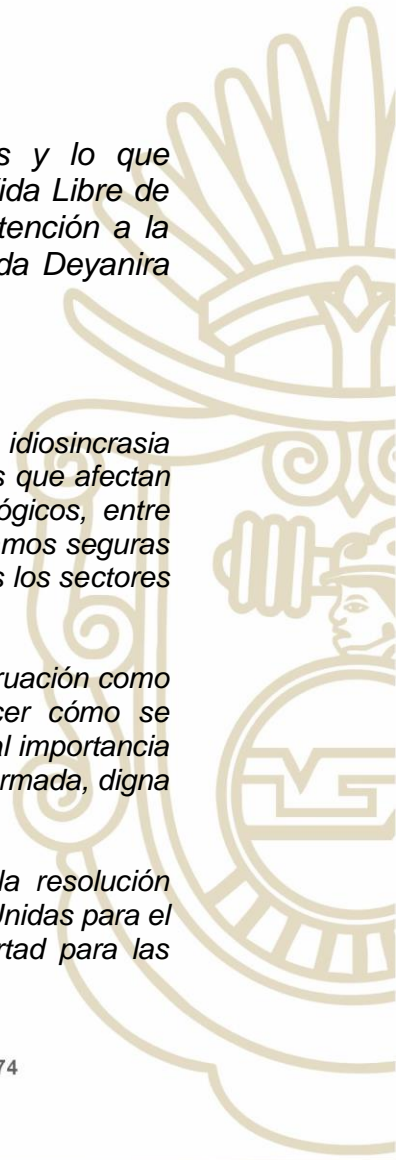 s y lo que
ida Libre de
tención a la
da Deyanira
idiosincrasia
s que afectan
ógicos, entre
mos seguras
s los sectores
ruación como
cer cómo se
al importancia
rmada, digna
la resolución
Unidas para el
rtad para las
74